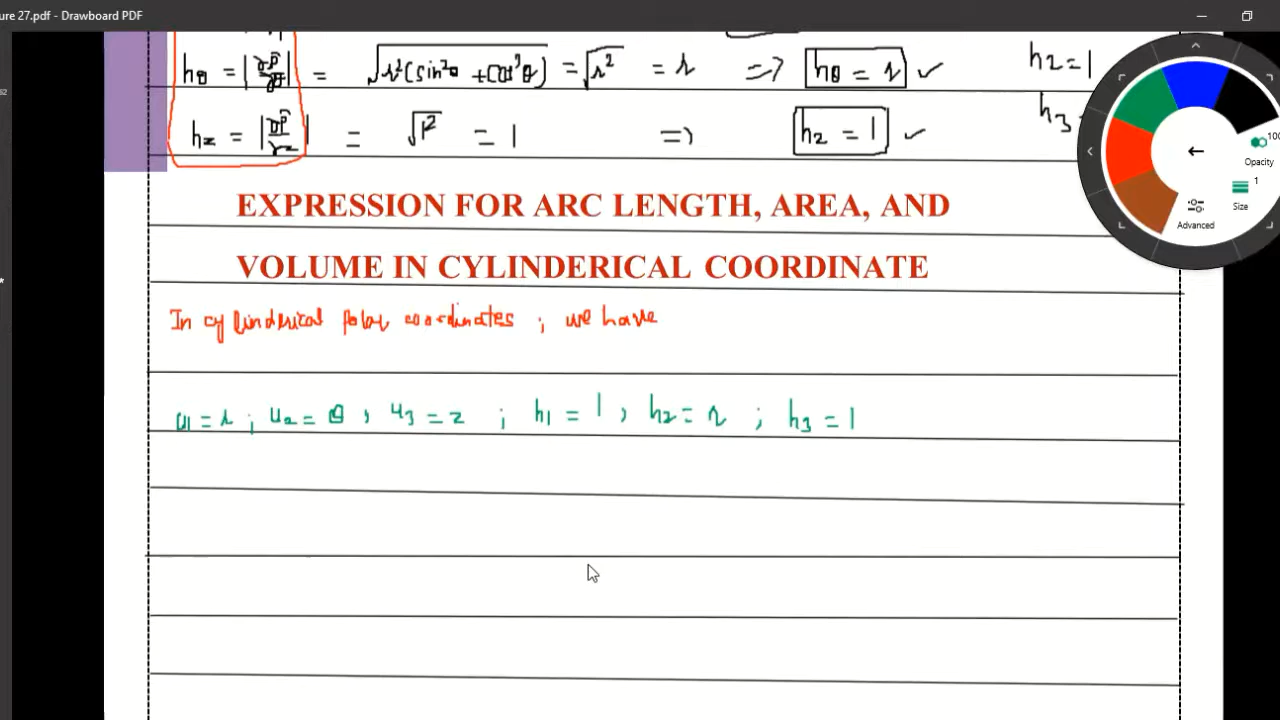 ure 27.pdf - Drawboard PDF
hθ = |∂r̄/∂θ| = √r²(sin²θ + cos²θ) = √r² = r => hθ = r ✓
h2=1
hz = |∂r̄/∂z| = √1² = 1 => hz = 1 ✓
h3=
100
Opacity
1
Size
Advanced
EXPRESSION FOR ARC LENGTH, AREA, AND
VOLUME IN CYLINDERICAL COORDINATE
In cylinderical polar coordinates ; we have
u1 = r ; u2 = θ , u3 = z ; h1 = 1 , h2 = r ; h3 = 1